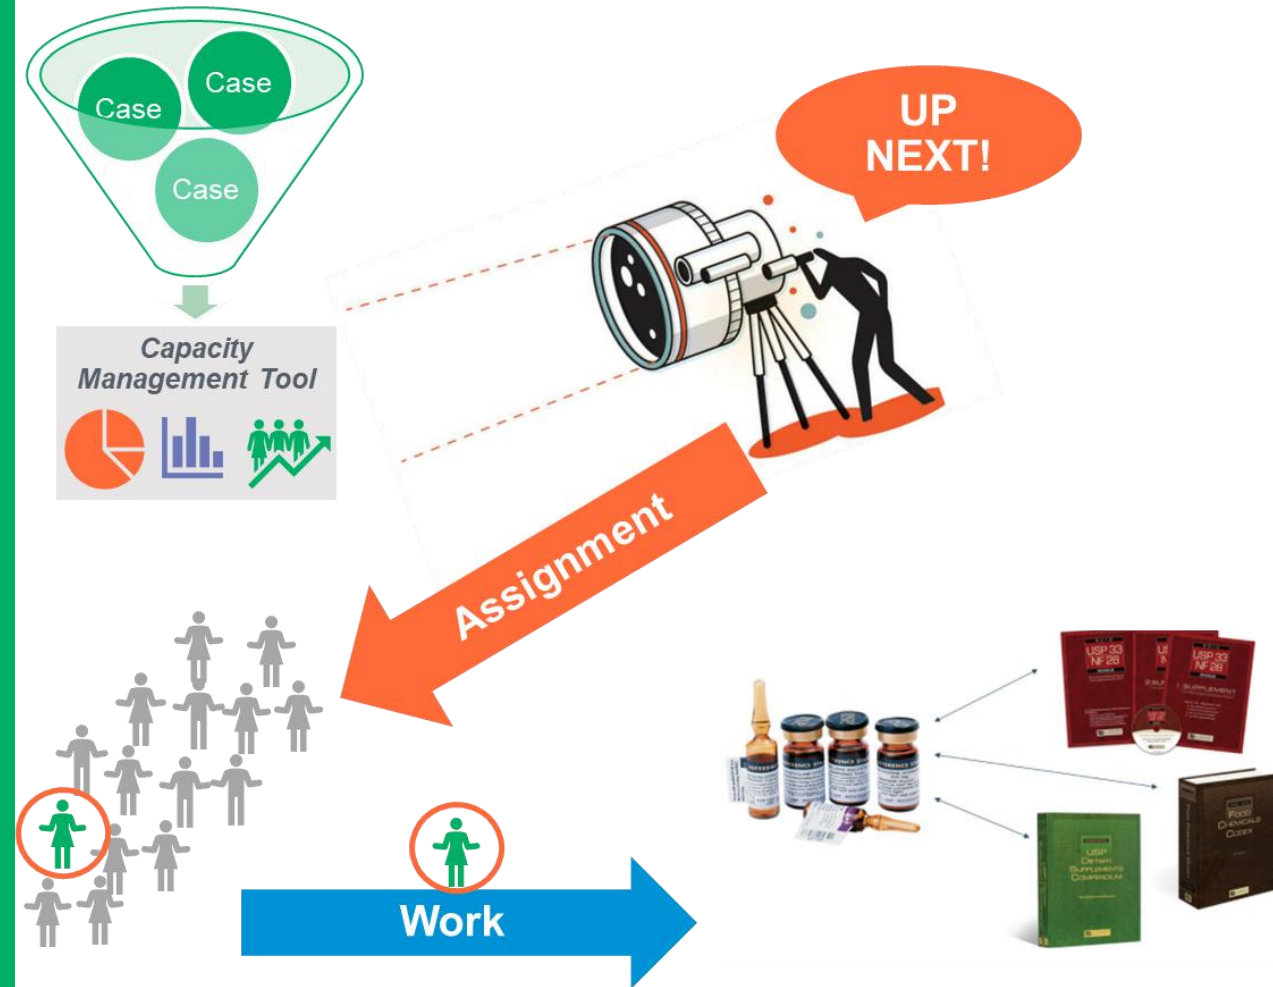 Case
Case
Case
UP
NEXT!
Capacity
Management Tool
Assignment
Work
USP 33
NF 28
USP 33
NF 28
SUPPLEMENT
FOOD
CHEMICALS
CODEX
USP
DIETARY
SUPPLEMENTS
COMPENDIUM